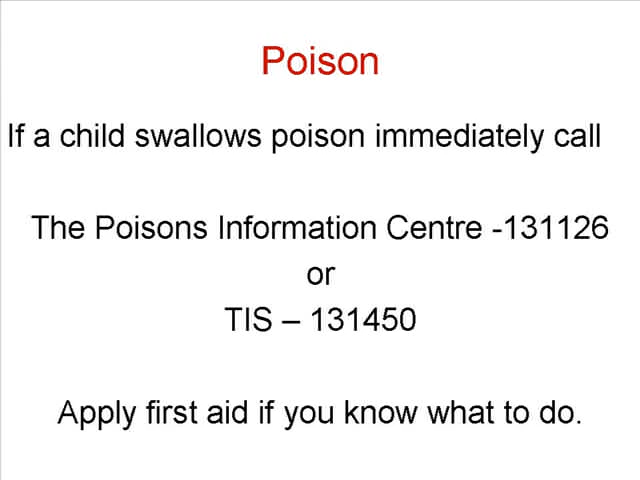 Poison
If a child swallows poison immediately call
The Poisons Information Centre -131126
or
TIS – 131450
Apply first aid if you know what to do.